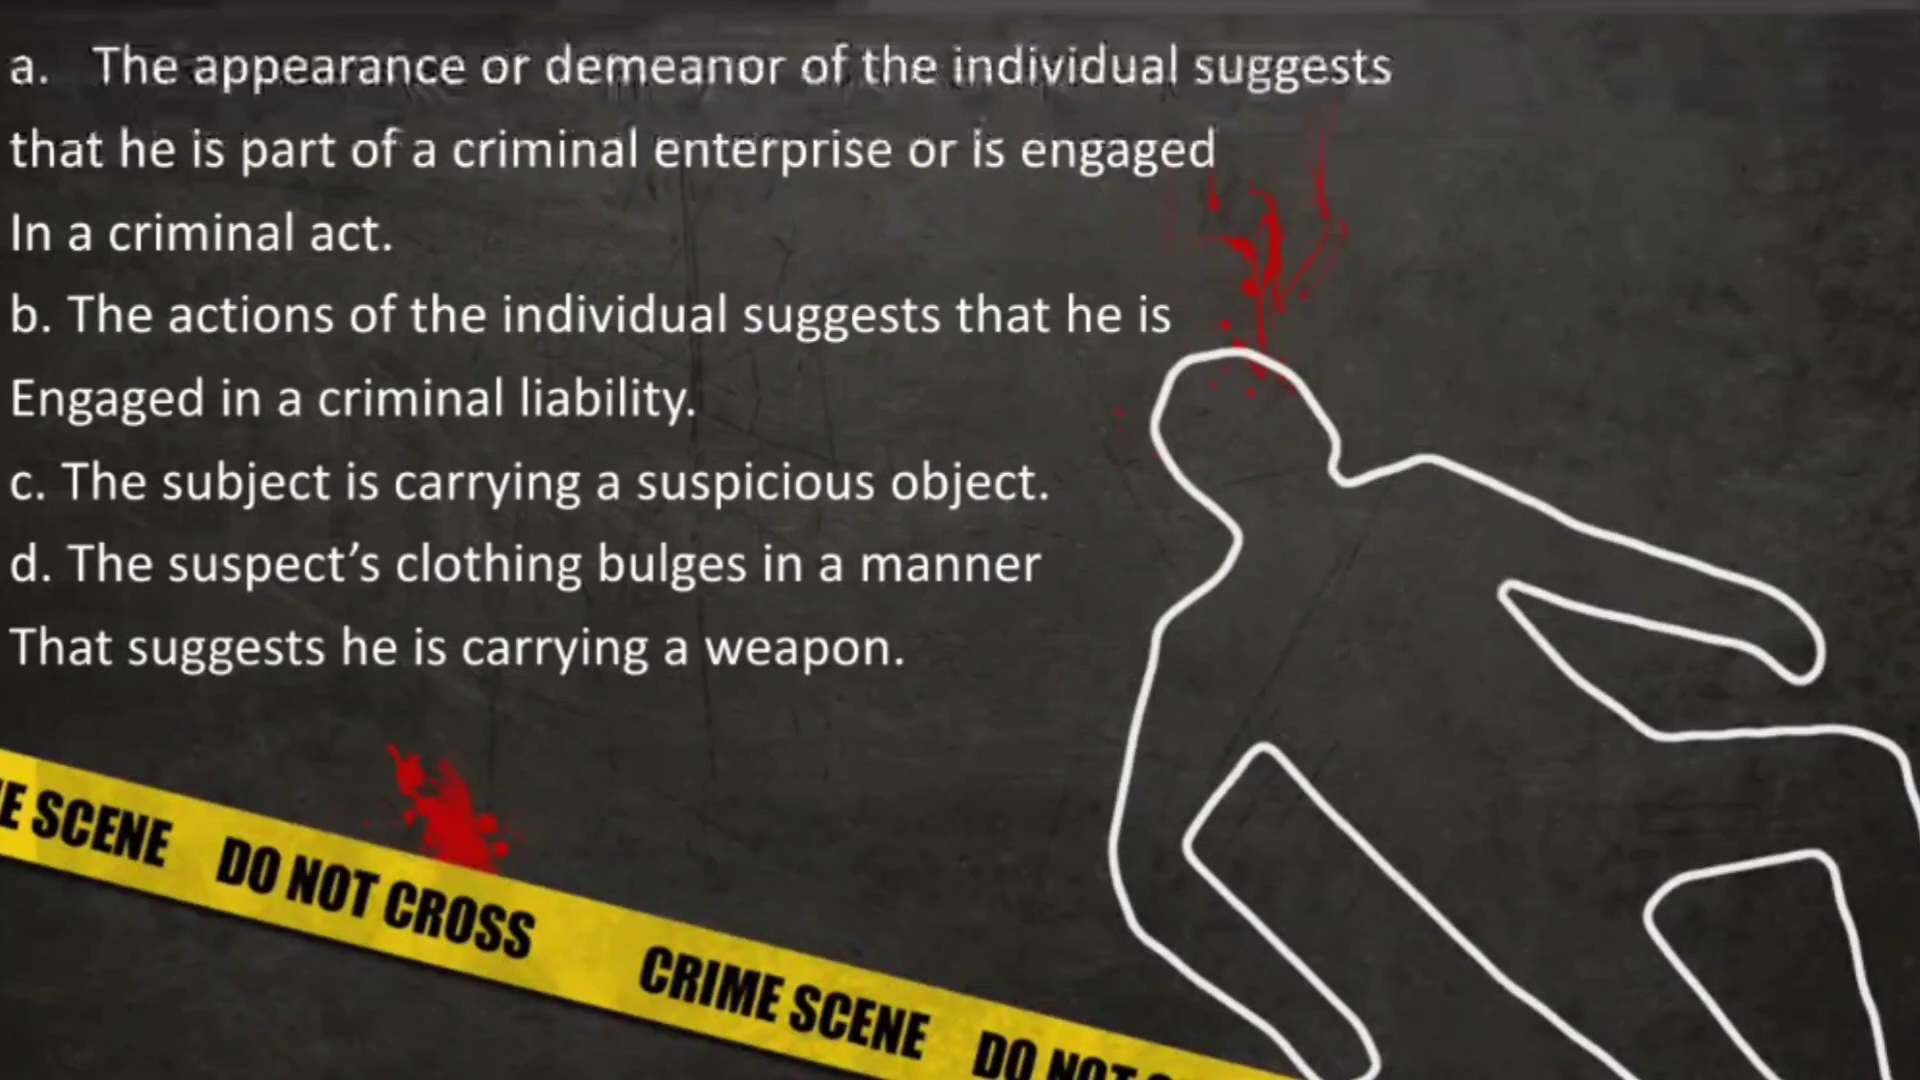 a. The appearance or demeanor of the individual suggests
that he is part of a criminal enterprise or is engaged
In a criminal act.
b. The actions of the individual suggests that he is
Engaged in a criminal liability.
c. The subject is carrying a suspicious object.
d. The suspect’s clothing bulges in a manner
That suggests he is carrying a weapon.
E SCENE DO NOT CROSS CRIME SCENE DO NOT